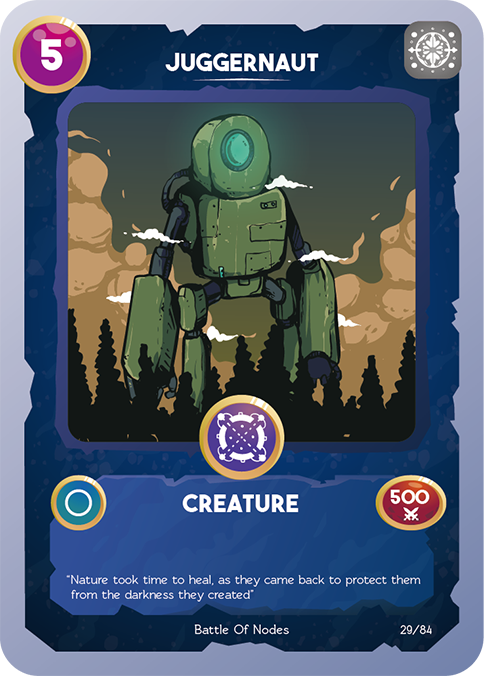 5
JUGGERNAUT
CREATURE
500
“Nature took time to heal, as they came back to protect them
from the darkness they created”
Battle Of Nodes
29/84